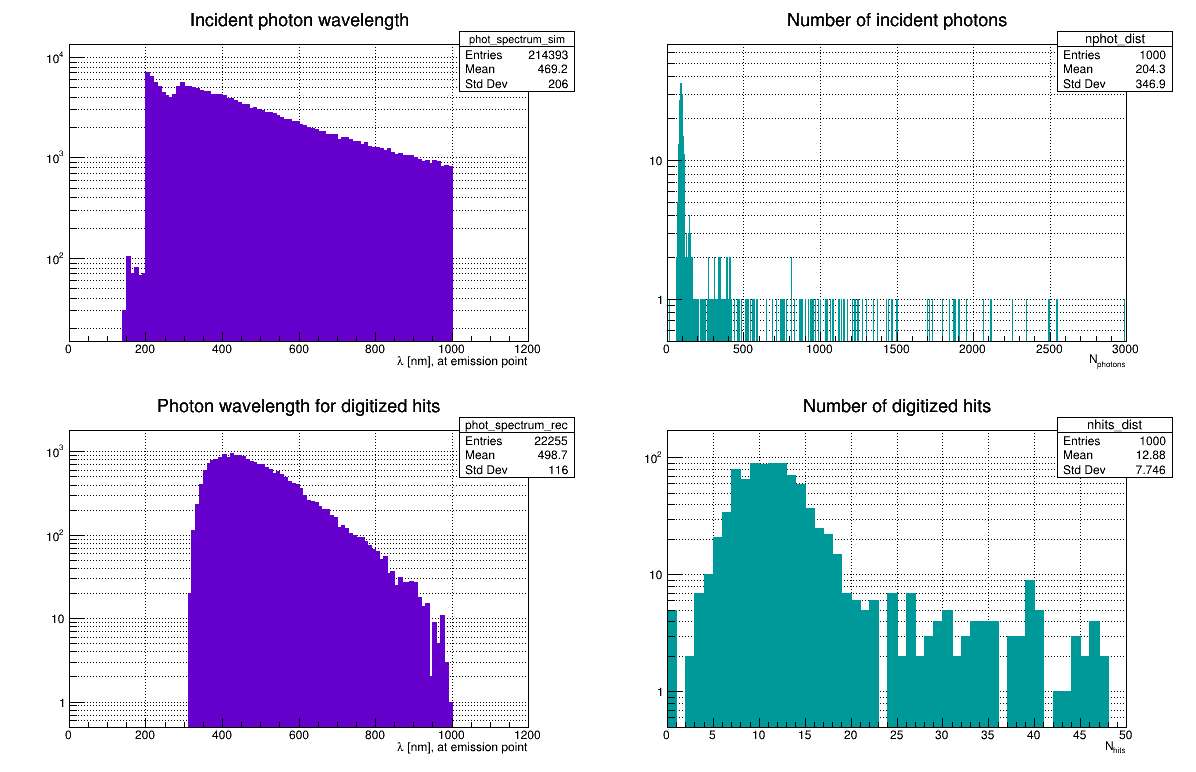 Incident photon wavelength
phot_spectrum_sim
Entries 214393
Mean 469.2
Std Dev 206
10^4
10^3
10^2
0 200 400 600 800 1000 1200
λ [nm], at emission point
Number of incident photons
nphot_dist
Entries 1000
Mean 204.3
Std Dev 346.9
10
1
0 500 1000 1500 2000 2500 3000
N_photons
Photon wavelength for digitized hits
phot_spectrum_rec
Entries 22255
Mean 498.7
Std Dev 116
10^3
10^2
10
1
0 200 400 600 800 1000 1200
λ [nm], at emission point
Number of digitized hits
nhits_dist
Entries 1000
Mean 12.88
Std Dev 7.746
10^2
10
1
0 5 10 15 20 25 30 35 40 45 50
N_hits